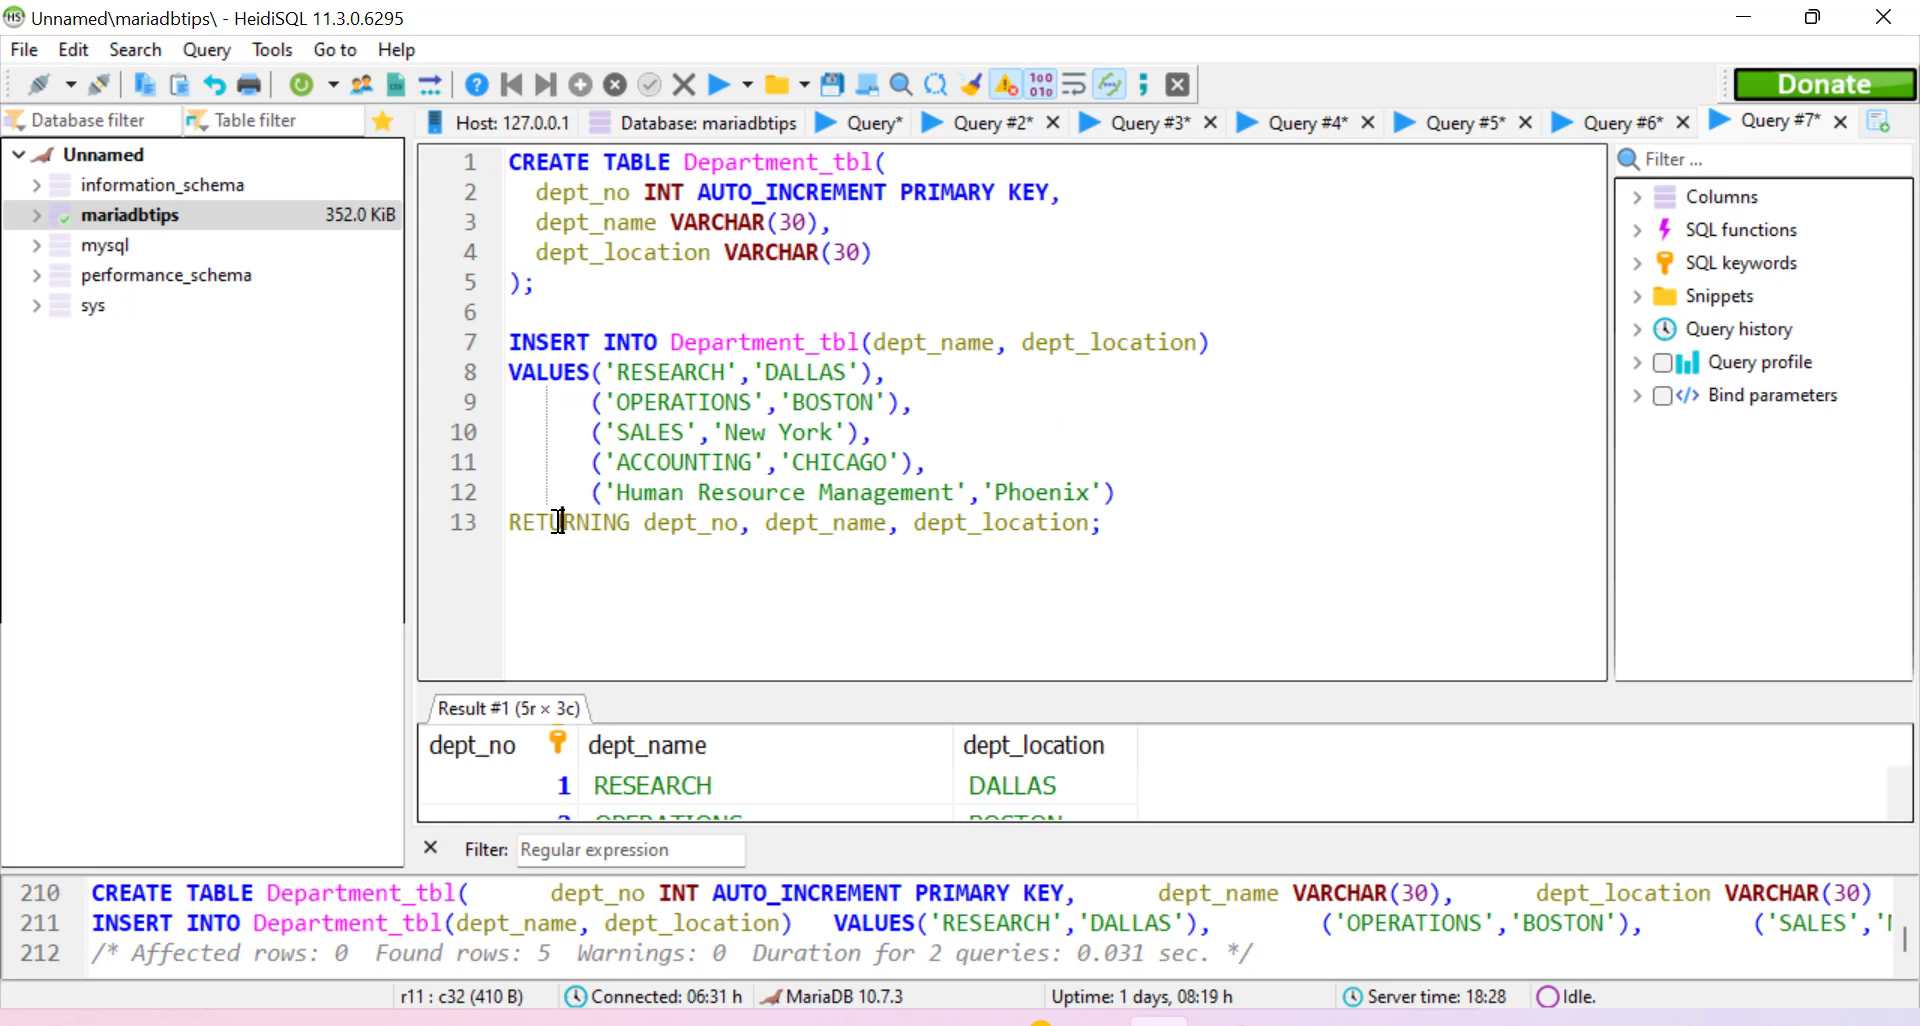 Unnamed\mariadbtips\ - HeidiSQL 11.3.0.6295
File Edit Search Query Tools Go to Help
Donate
Database filter Table filter Host: 127.0.0.1 Database: mariadbtips Query* Query #2* Query #3* Query #4* Query #5* Query #6* Query #7*
Unnamed
information_schema
mariadbtips 352.0 KiB
mysql
performance_schema
sys
1 CREATE TABLE Department_tbl(
2 dept_no INT AUTO_INCREMENT PRIMARY KEY,
3 dept_name VARCHAR(30),
4 dept_location VARCHAR(30)
5 );
6
7 INSERT INTO Department_tbl(dept_name, dept_location)
8 VALUES('RESEARCH','DALLAS'),
9 ('OPERATIONS','BOSTON'),
10 ('SALES','New York'),
11 ('ACCOUNTING','CHICAGO'),
12 ('Human Resource Management','Phoenix')
13 RETURNING dept_no, dept_name, dept_location;
Filter ...
Columns
SQL functions
SQL keywords
Snippets
Query history
Query profile
Bind parameters
Result #1 (5r × 3c)
dept_no dept_name dept_location
1 RESEARCH DALLAS
2 OPERATIONS BOSTON
Filter: Regular expression
210 CREATE TABLE Department_tbl( dept_no INT AUTO_INCREMENT PRIMARY KEY, dept_name VARCHAR(30), dept_location VARCHAR(30)
211 INSERT INTO Department_tbl(dept_name, dept_location) VALUES('RESEARCH','DALLAS'), ('OPERATIONS','BOSTON'), ('SALES','
212 /* Affected rows: 0 Found rows: 5 Warnings: 0 Duration for 2 queries: 0.031 sec. */
r11 : c32 (410 B) Connected: 06:31 h MariaDB 10.7.3 Uptime: 1 days, 08:19 h Server time: 18:28 Idle.